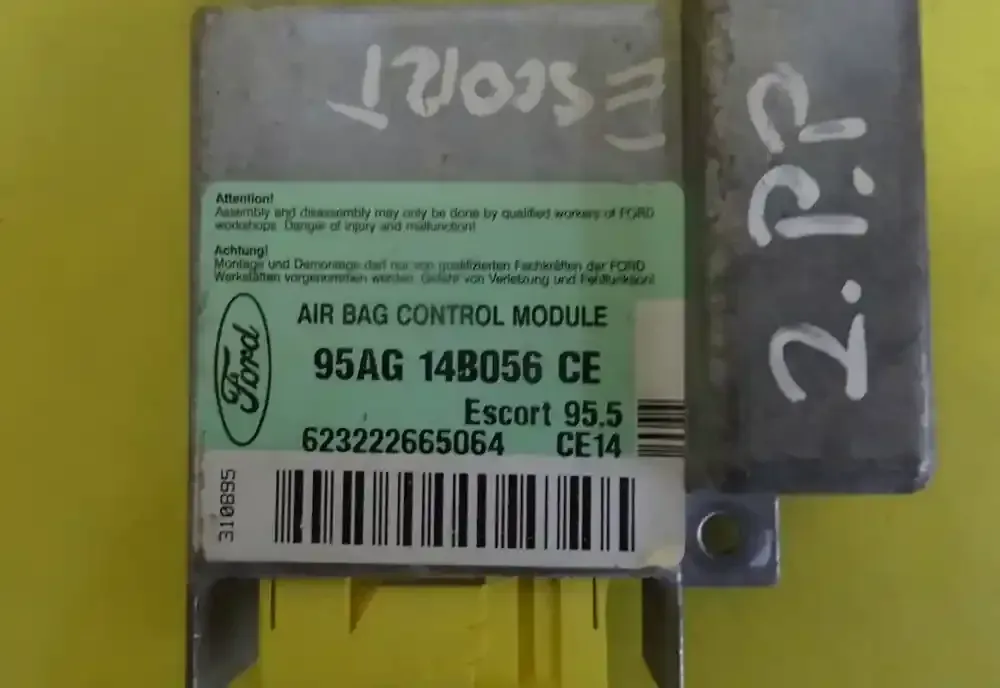 ESCORT
2.P.P
Attention!
Assembly and disassembly may only be done by qualified workers of FORD
workshops. Danger of injury and malfunction!
Achtung!
Montage und Demontage darf nur von qualifizierten Fachkräften der FORD
Werkstätten vorgenommen werden. Gefahr von Verletzung und Fehlfunktion!
Ford
AIR BAG CONTROL MODULE
95AG 14B056 CE
Escort 95.5
623222665064 CE14
310895